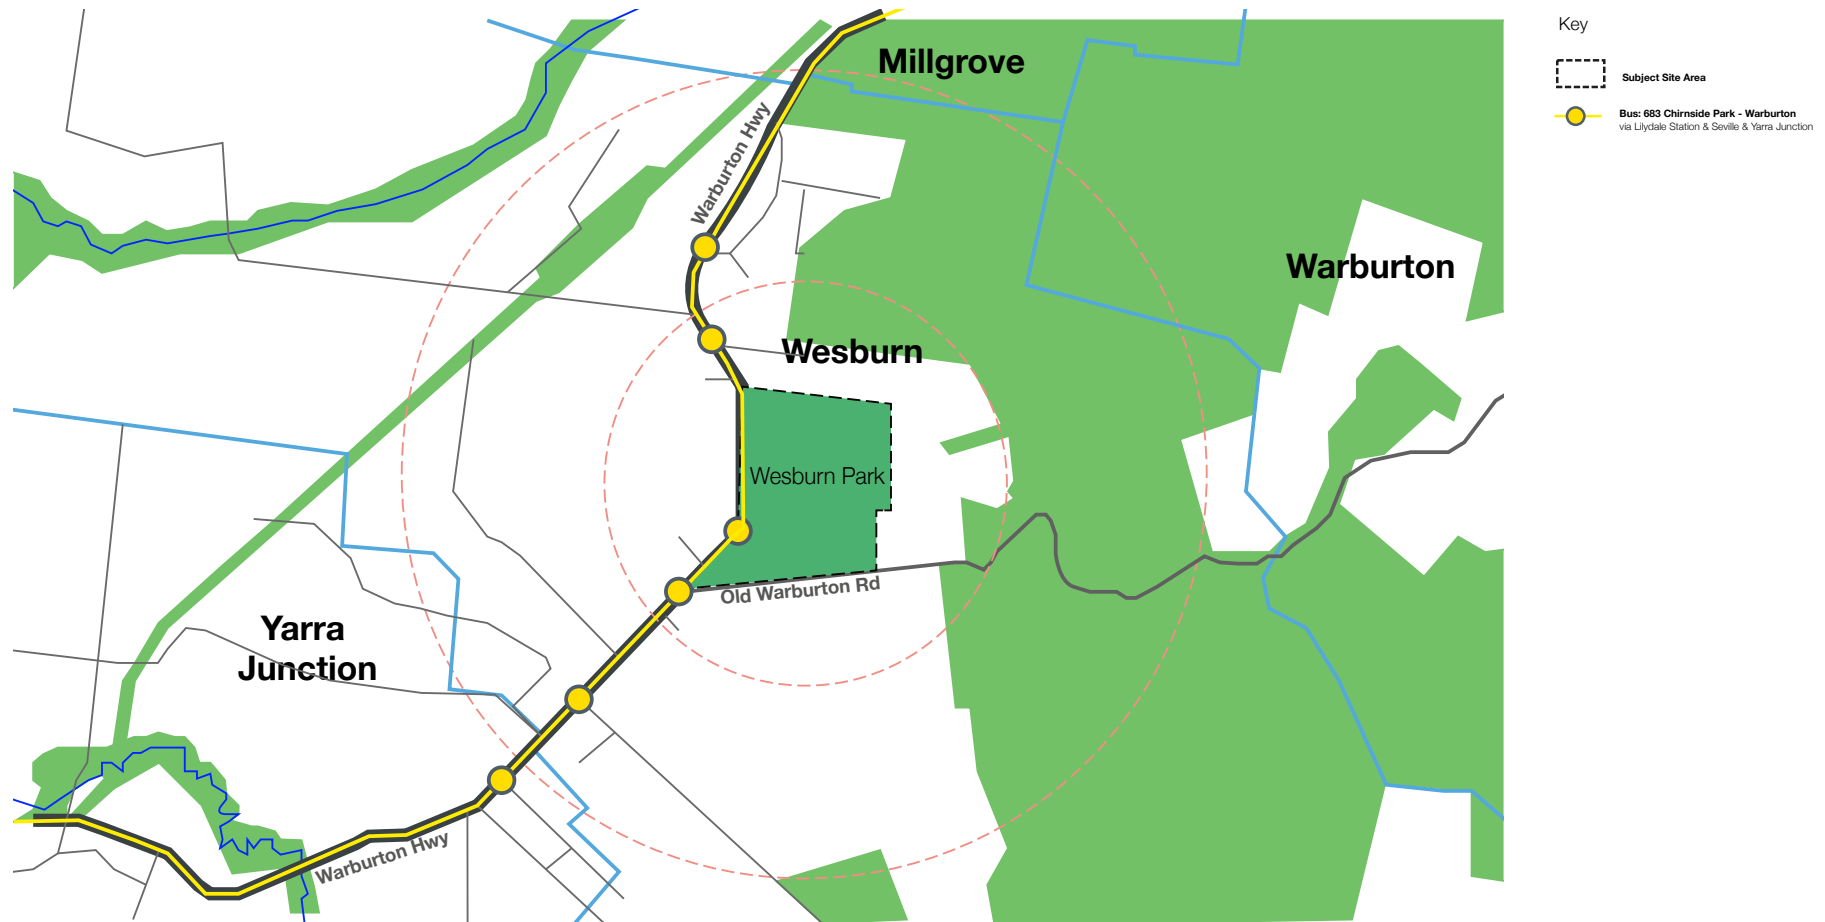 Key
Subject Site Area
Bus: 683 Chirnside Park - Warburton
via Lilydale Station & Seville & Yarra Junction
Millgrove
Warburton Hwy
Warburton
Wesburn
Wesburn Park
Old Warburton Rd
Yarra
Junction
Warburton Hwy